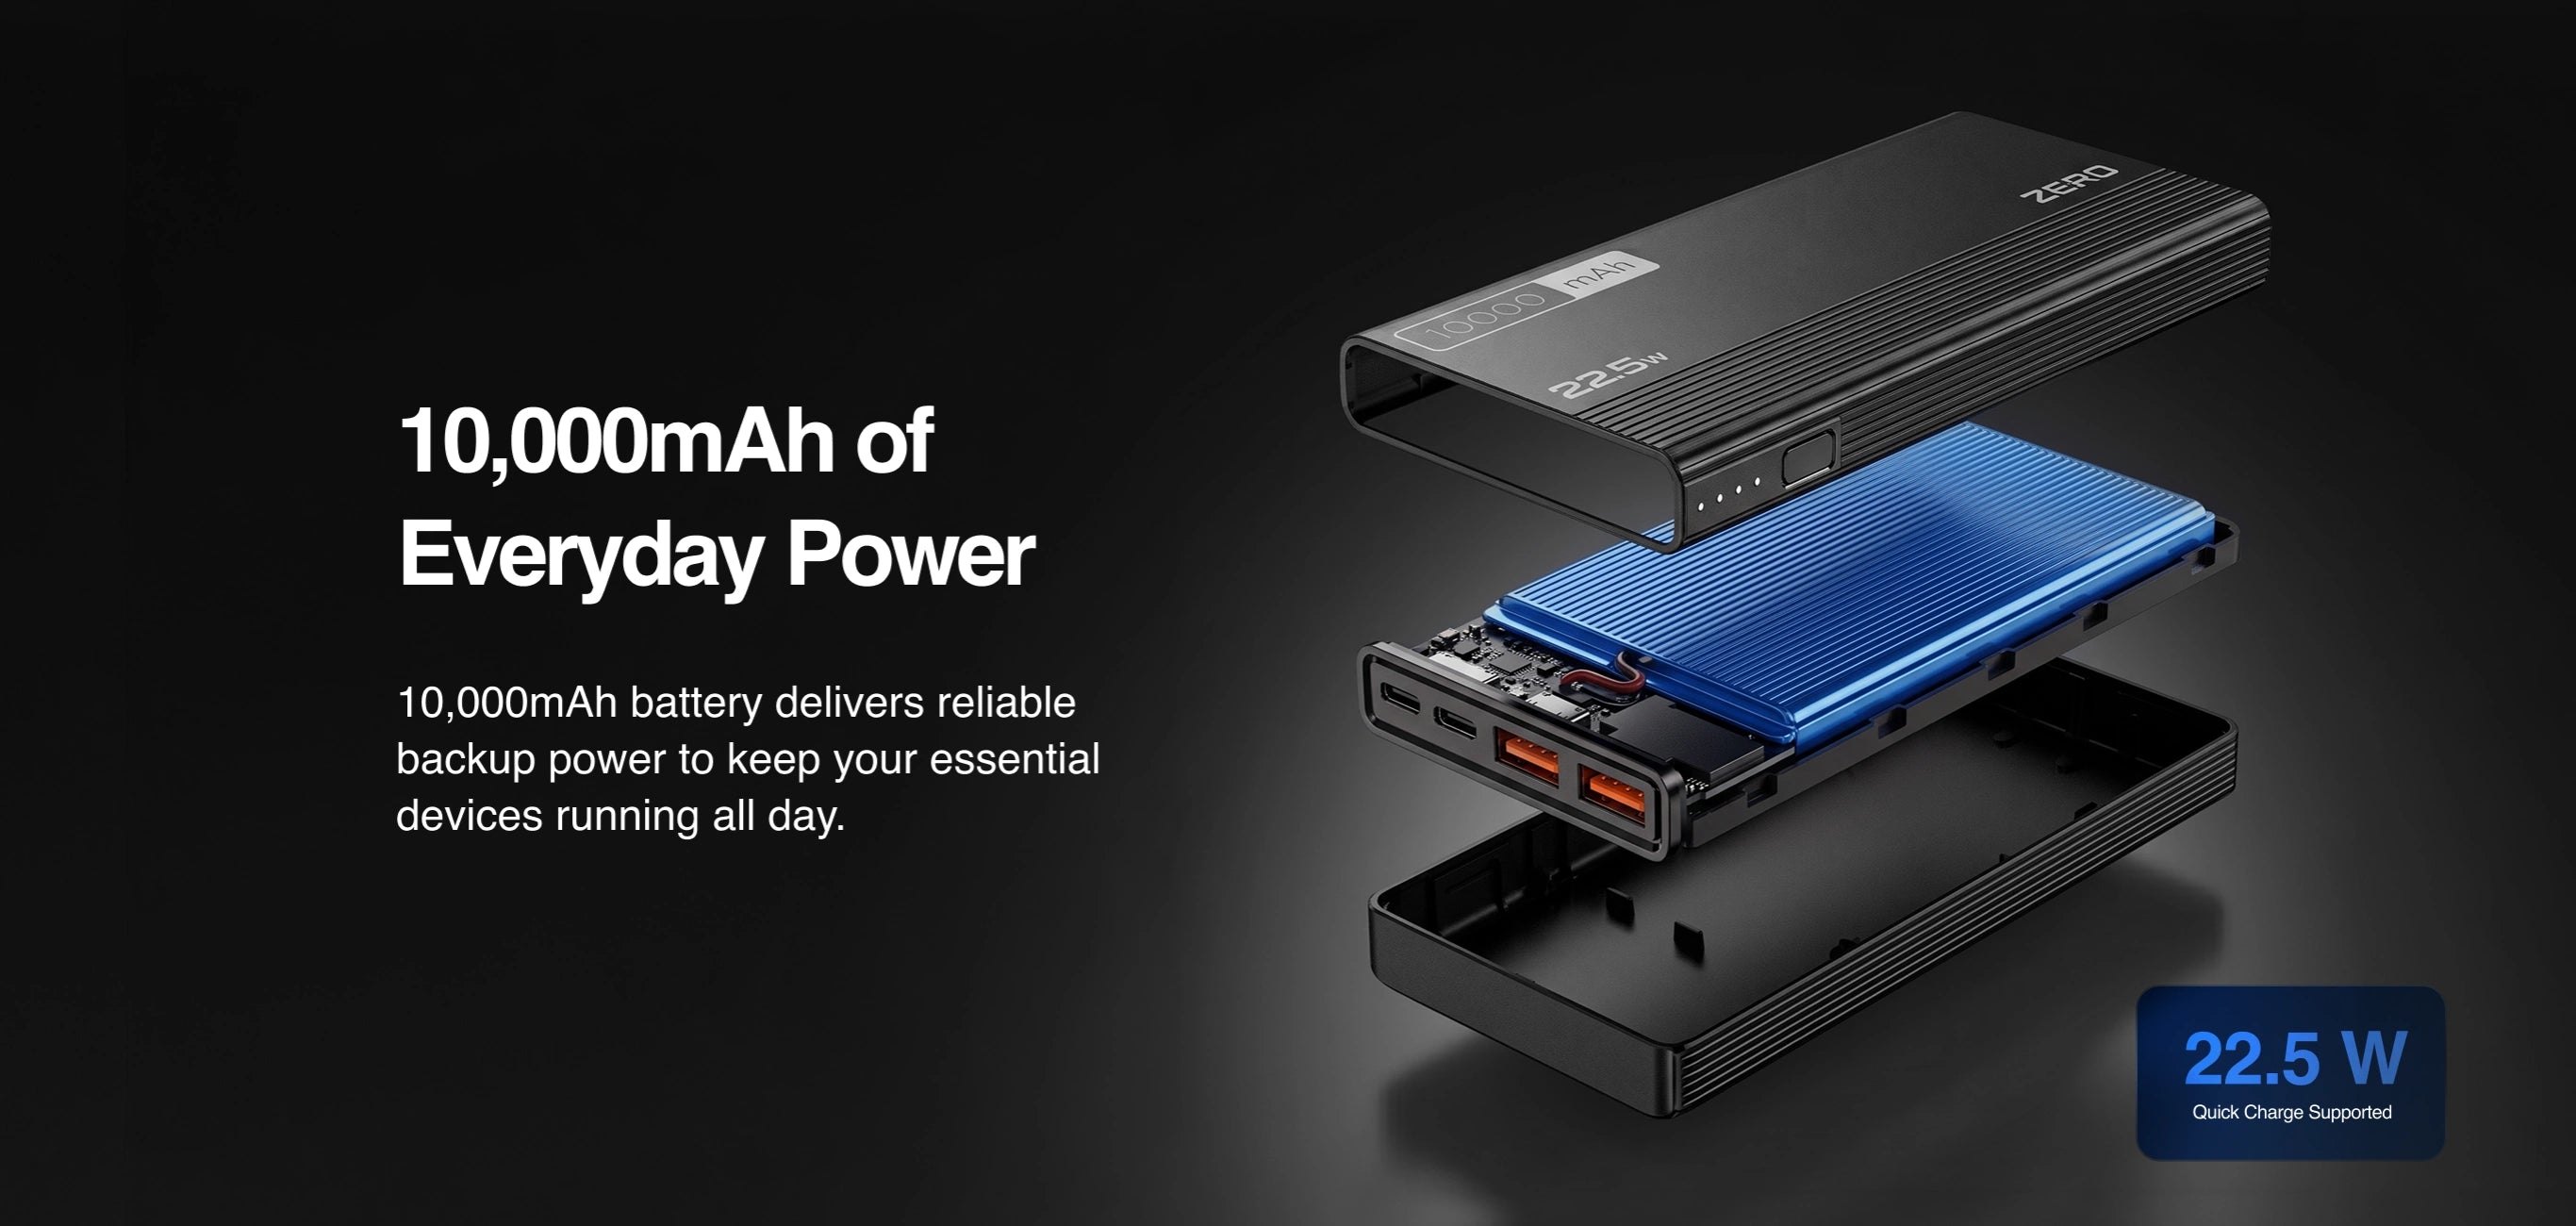 10,000mAh of
Everyday Power
10,000mAh battery delivers reliable
backup power to keep your essential
devices running all day.
10000 mAh
22.5W
ZERO
22.5 W
Quick Charge Supported